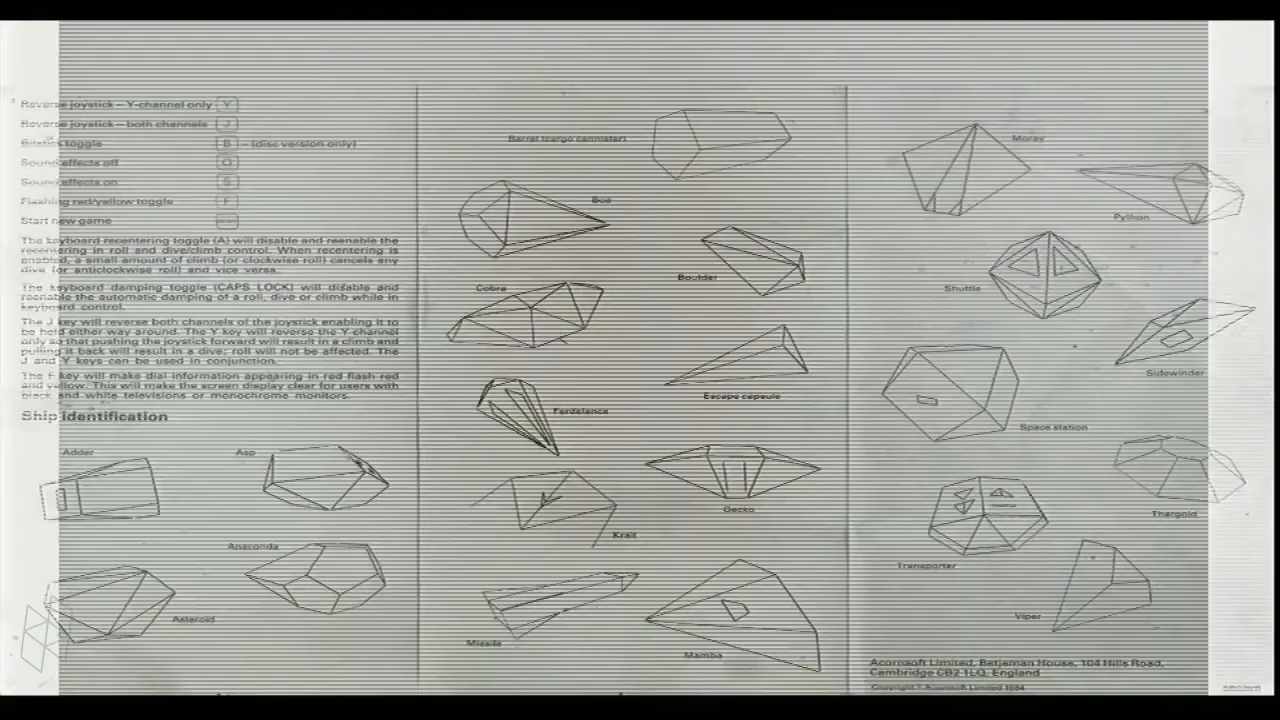 Reverse joystick – Y-channel only Y
Reverse joystick – both channels J
Bitstick toggle B – (disc version only)
Sound effects off Q
Sound effects on S
Flashing red/yellow toggle F
Start new game
The keyboard recentering toggle (A) will disable and reenable the
recentering in roll and dive/climb control. When recentering is
enabled, a small amount of climb (or clockwise roll) cancels any
dive (or anticlockwise roll) and vice versa.
The keyboard damping toggle (CAPS LOCK) will disable and
reenable the automatic damping of a roll, dive or climb while in
keyboard control.
The J key will reverse both channels of the joystick enabling it to
be held either way around. The Y key will reverse the Y channel
only so that pushing the joystick forward will result in a climb and
pulling it back will result in a dive; roll will not be affected. The
J and Y keys can be used in conjunction.
The F key will make dial information appearing in red flash red
and yellow. This will make the screen display clear for users with
black and white televisions or monochrome monitors.
Ship identification
Adder
Asp
Anaconda
Asteroid
Barrel (cargo cannister)
Boa
Boulder
Cobra
Escape capsule
Ferdelance
Gecko
Krait
Missile
Mamba
Moray
Python
Shuttle
Sidewinder
Space station
Thargoid
Transporter
Viper
Acornsoft Limited, Betjeman House, 104 Hills Road,
Cambridge CB2 1LQ, England
Copyright © Acornsoft Limited 1984